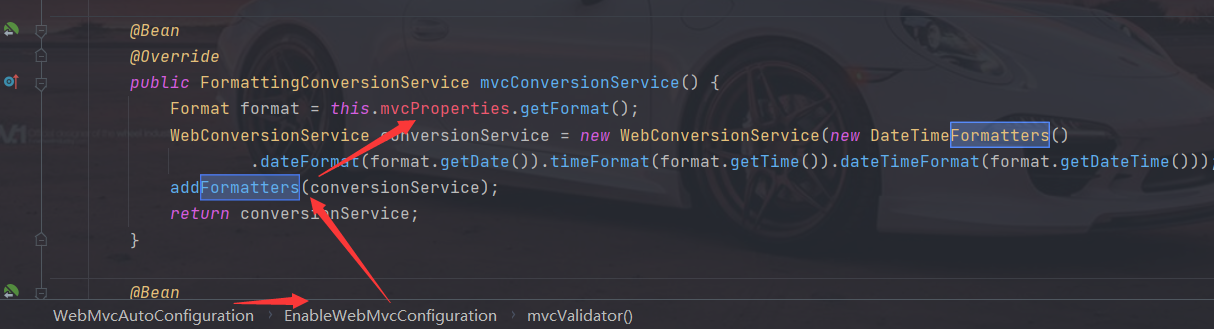 @Bean
@Override
public FormattingConversionService mvcConversionService() {
Format format = this.mvcProperties.getFormat();
WebConversionService conversionService = new WebConversionService(new DateTimeFormatters()
.dateFormat(format.getDate()).timeFormat(format.getTime()).dateTimeFormat(format.getDateTime()));
addFormatters(conversionService);
return conversionService;
}
@Bean
WebMvcAutoConfiguration › EnableWebMvcConfiguration › mvcValidator()